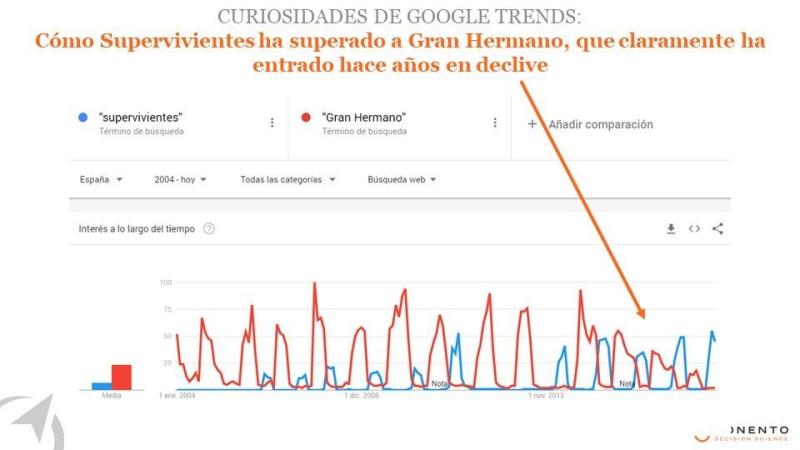 CURIOSIDADES DE GOOGLE TRENDS:
Cómo Supervivientes ha superado a Gran Hermano, que claramente ha
entrado hace años en declive
"supervivientes"
Término de búsqueda
"Gran Hermano"
Término de búsqueda
+ Añadir comparación
España
2004 - hoy
Todas las categorías
Búsqueda web
Interés a lo largo del tiempo
100
75
50
25
Nota
Nota
Media
1 ene. 2004
1 dic. 2008
1 nov. 2013
ONENTO
DECISION SCIENCE